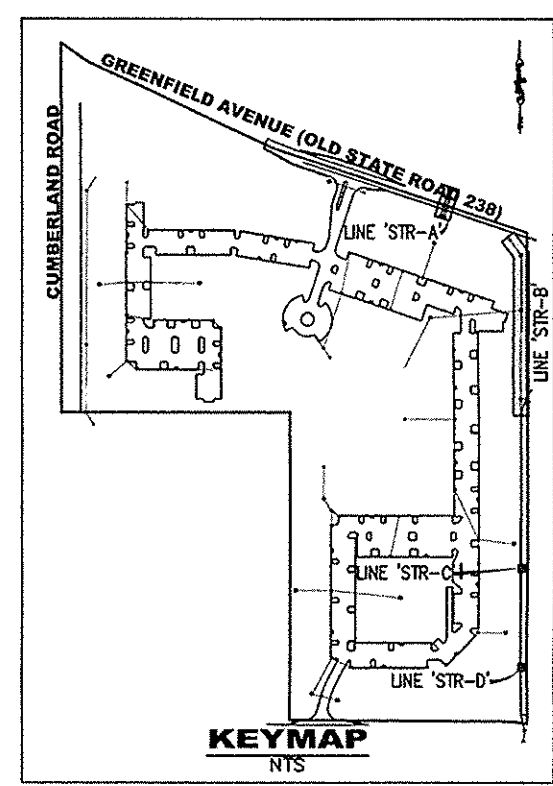 GREENFIELD AVENUE (OLD STATE ROAD 238)
CUMBERLAND ROAD
LINE 'STR-A'
LINE 'STR-B'
LINE 'STR-C'
LINE 'STR-D'
KEYMAP
NTS